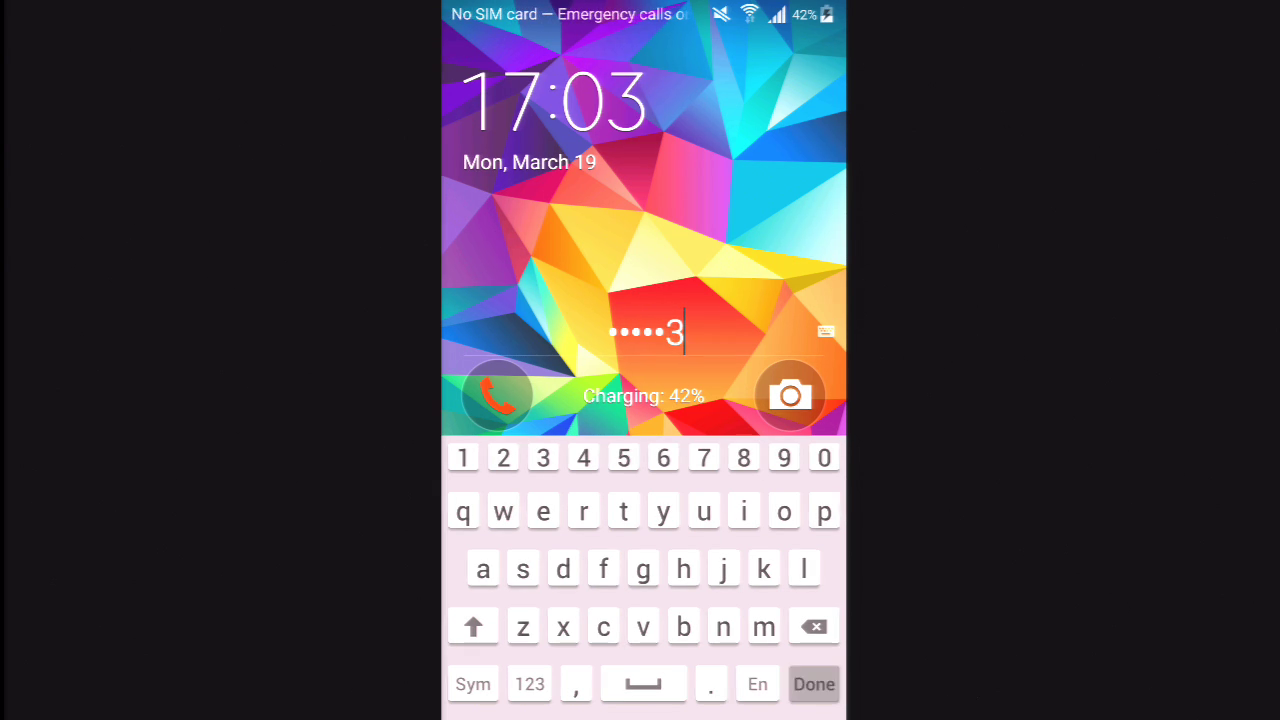 No SIM card — Emergency calls o
42%
17:03
Mon, March 19
•••••3
Charging: 42%
1 2 3 4 5 6 7 8 9 0
q w e r t y u i o p
a s d f g h j k l
z x c v b n m
Sym 123 , . En Done